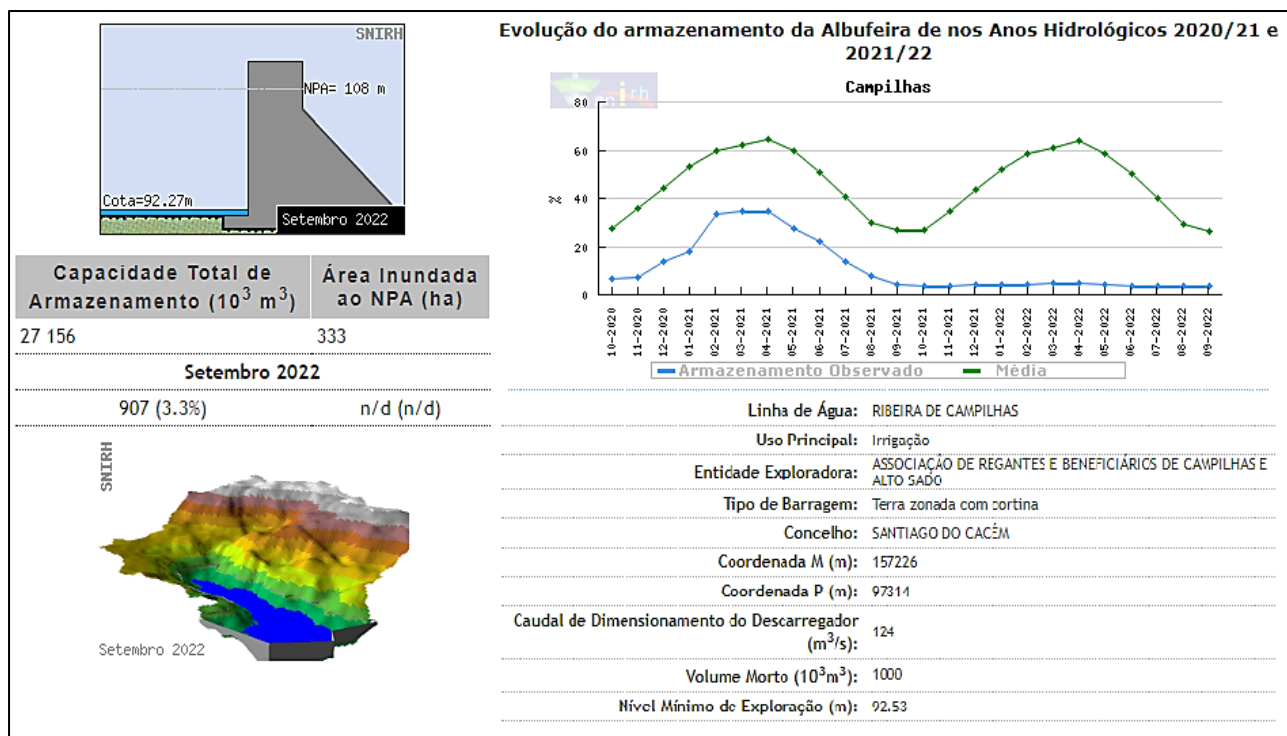 SNIRH
NPA= 108 m
Cota=92.27m
Setembro 2022
Capacidade Total de
Armazenamento (10³ m³)
Área Inundada
ao NPA (ha)
27 156
333
Setembro 2022
907 (3.3%)
n/d (n/d)
SNIRH
Setembro 2022
Evolução do armazenamento da Albufeira de nos Anos Hidrológicos 2020/21 e
2021/22
Campilhas
snirh
%
80
60
40
20
0
10-2020
11-2020
12-2020
01-2021
02-2021
03-2021
04-2021
05-2021
06-2021
07-2021
08-2021
09-2021
10-2021
11-2021
12-2021
01-2022
02-2022
03-2022
04-2022
05-2022
06-2022
07-2022
08-2022
09-2022
Armazenamento Observado
Média
Linha de Água: RIBEIRA DE CAMPILHAS
Uso Principal: Irrigação
Entidade Exploradora: ASSOCIAÇÃO DE REGANTES E BENEFICIÁRIOS DE CAMPILHAS E
ALTO SADO
Tipo de Barragem: Terra zonada com cortina
Concelho: SANTIAGO DO CACÉM
Coordenada M (m): 157226
Coordenada P (m): 97314
Caudal de Dimensionamento do Descarregador
(m³/s): 124
Volume Morto (10³m³): 1000
Nível Mínimo de Exploração (m): 92.53